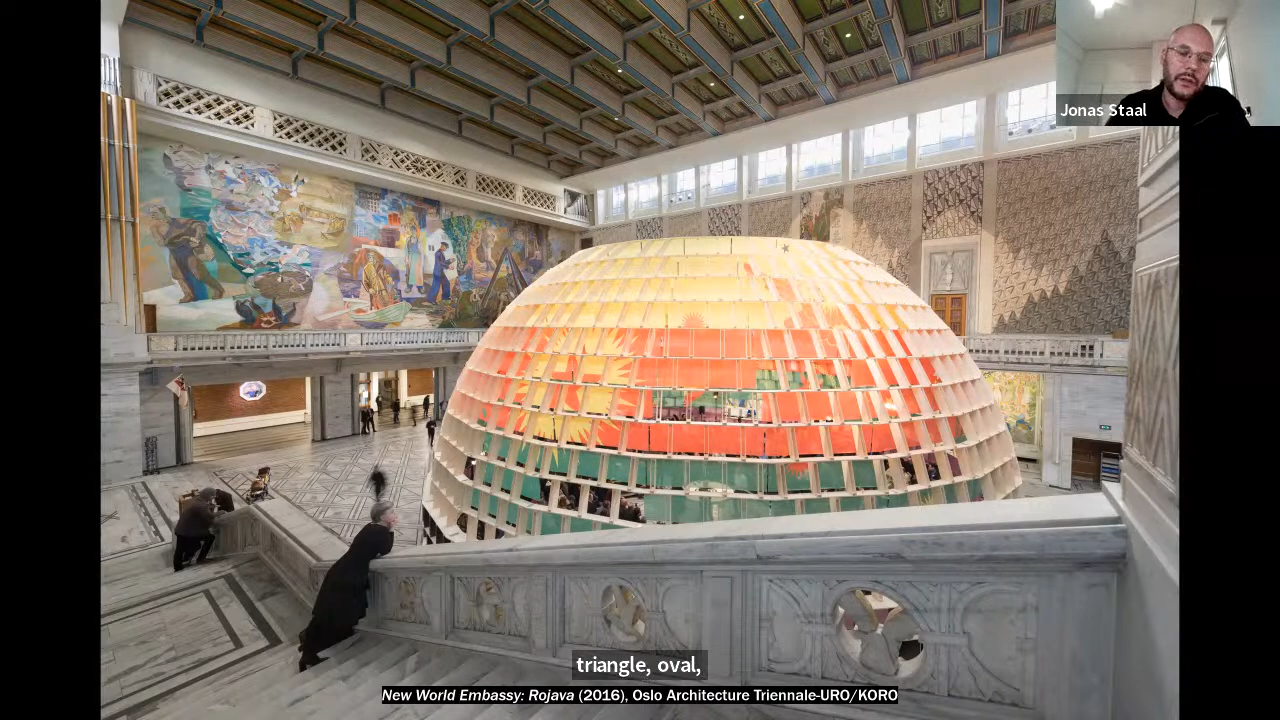 Jonas Staal
triangle, oval,
New World Embassy: Rojava (2016), Oslo Architecture Triennale-URO/KORO